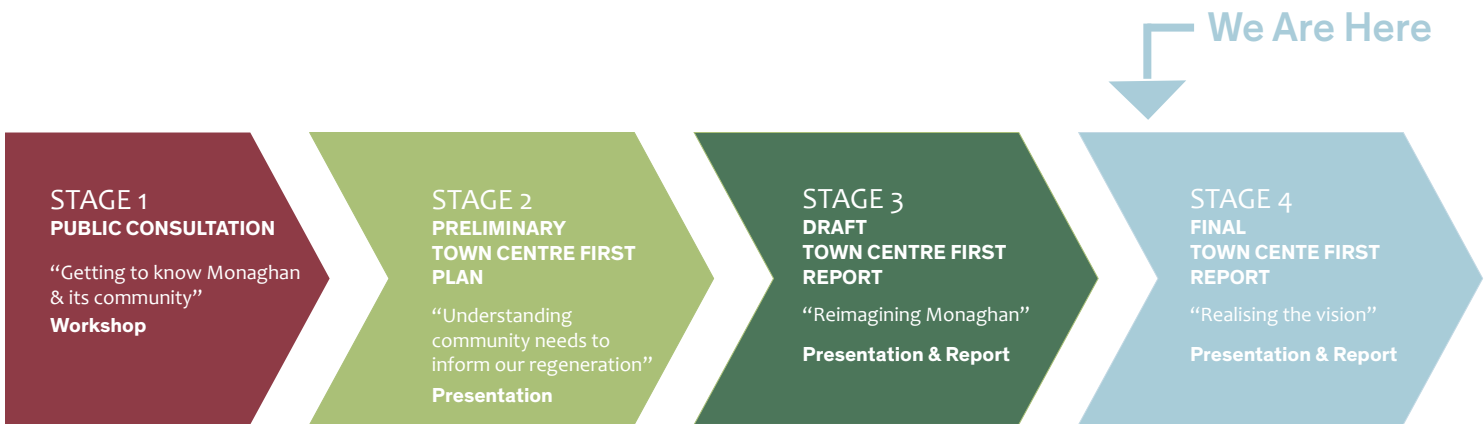 We Are Here
STAGE 1
PUBLIC CONSULTATION
“Getting to know Monaghan
& its community”
Workshop
STAGE 2
PRELIMINARY
TOWN CENTRE FIRST
PLAN
“Understanding
community needs to
inform our regeneration”
Presentation
STAGE 3
DRAFT
TOWN CENTRE FIRST
REPORT
“Reimagining Monaghan”
Presentation & Report
STAGE 4
FINAL
TOWN CENTE FIRST
REPORT
“Realising the vision”
Presentation & Report